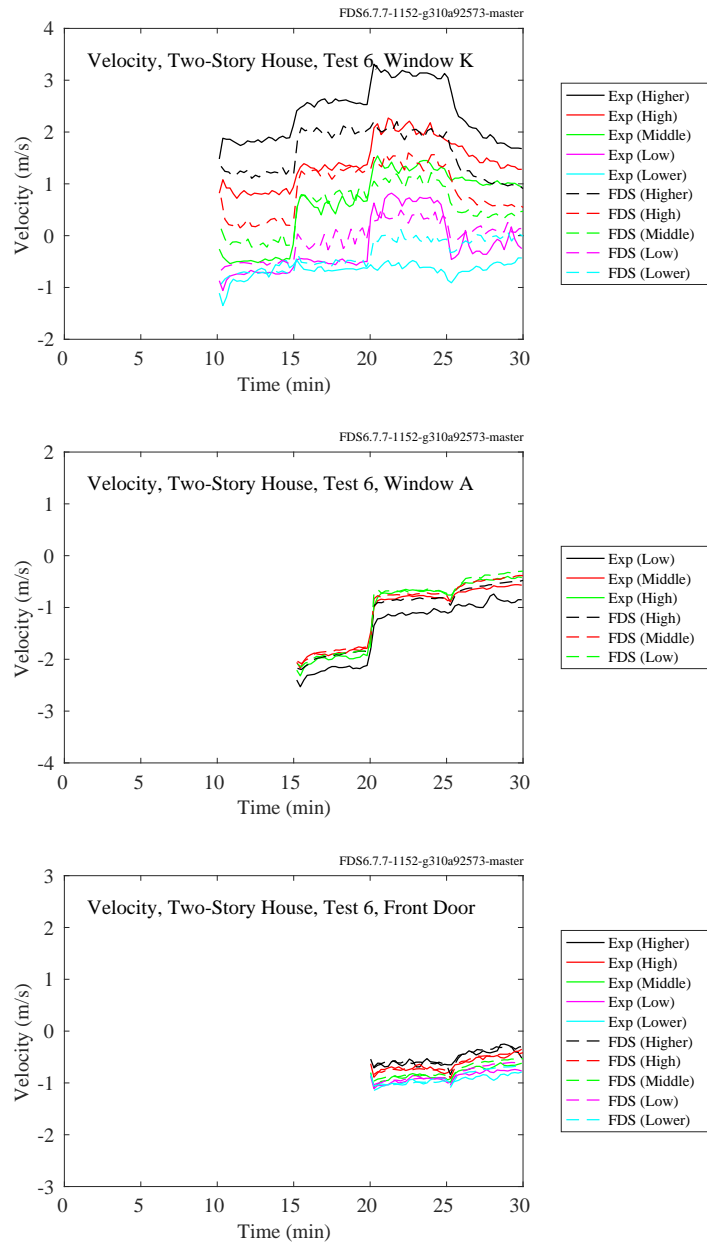 FDS6.7.7-1152-g310a92573-master
Velocity, Two-Story House, Test 6, Window K
4
3
2
1
0
-1
-2
Velocity (m/s)
0 5 10 15 20 25 30
Time (min)
Exp (Higher)
Exp (High)
Exp (Middle)
Exp (Low)
Exp (Lower)
FDS (Higher)
FDS (High)
FDS (Middle)
FDS (Low)
FDS (Lower)
FDS6.7.7-1152-g310a92573-master
Velocity, Two-Story House, Test 6, Window A
2
1
0
-1
-2
-3
-4
Velocity (m/s)
0 5 10 15 20 25 30
Time (min)
Exp (Low)
Exp (Middle)
Exp (High)
FDS (High)
FDS (Middle)
FDS (Low)
FDS6.7.7-1152-g310a92573-master
Velocity, Two-Story House, Test 6, Front Door
3
2
1
0
-1
-2
-3
Velocity (m/s)
0 5 10 15 20 25 30
Time (min)
Exp (Higher)
Exp (High)
Exp (Middle)
Exp (Low)
Exp (Lower)
FDS (Higher)
FDS (High)
FDS (Middle)
FDS (Low)
FDS (Lower)